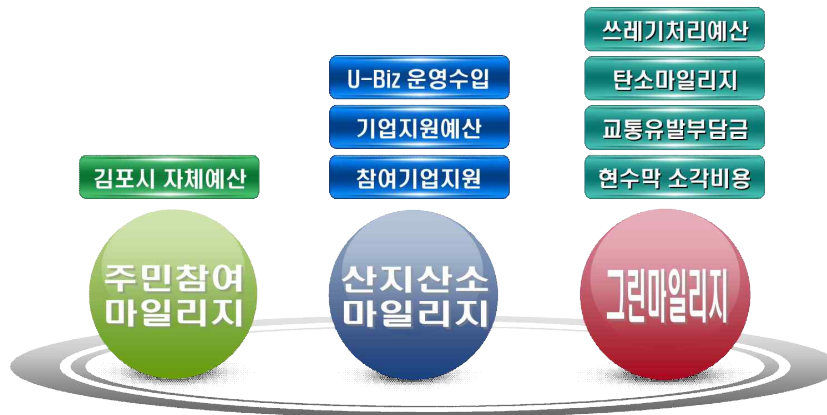 쓰레기처리예산
U-Biz 운영수입
탄소마일리지
기업지원예산
교통유발부담금
김포시 자체예산
참여기업지원
현수막 소각비용
주민참여
마일리지
산지산소
마일리지
그린마일리지